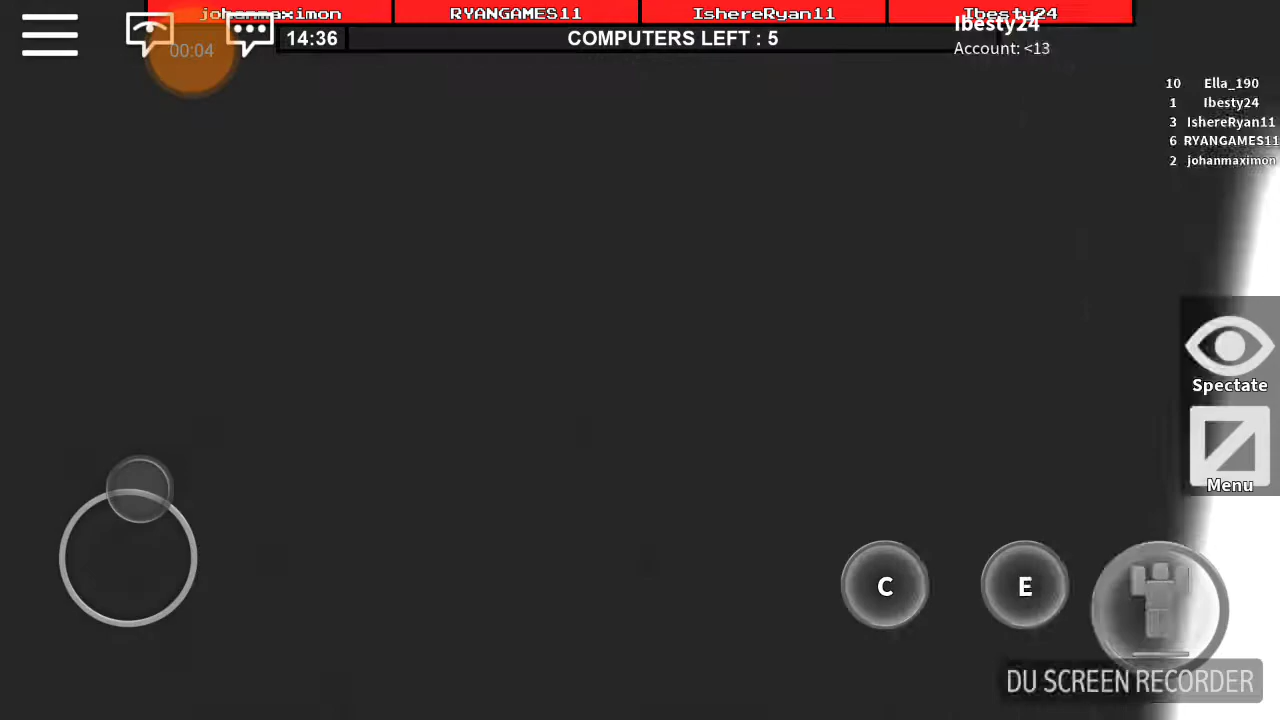 johanmaximon RYANGAMES11 IshereRyan11 Ibesty24
00:04 14:36 COMPUTERS LEFT : 5
Ibesty24
Account: <13
10 Ella_190
1 Ibesty24
3 IshereRyan11
6 RYANGAMES11
2 johanmaximon
Spectate
Menu
C E
DU SCREEN RECORDER